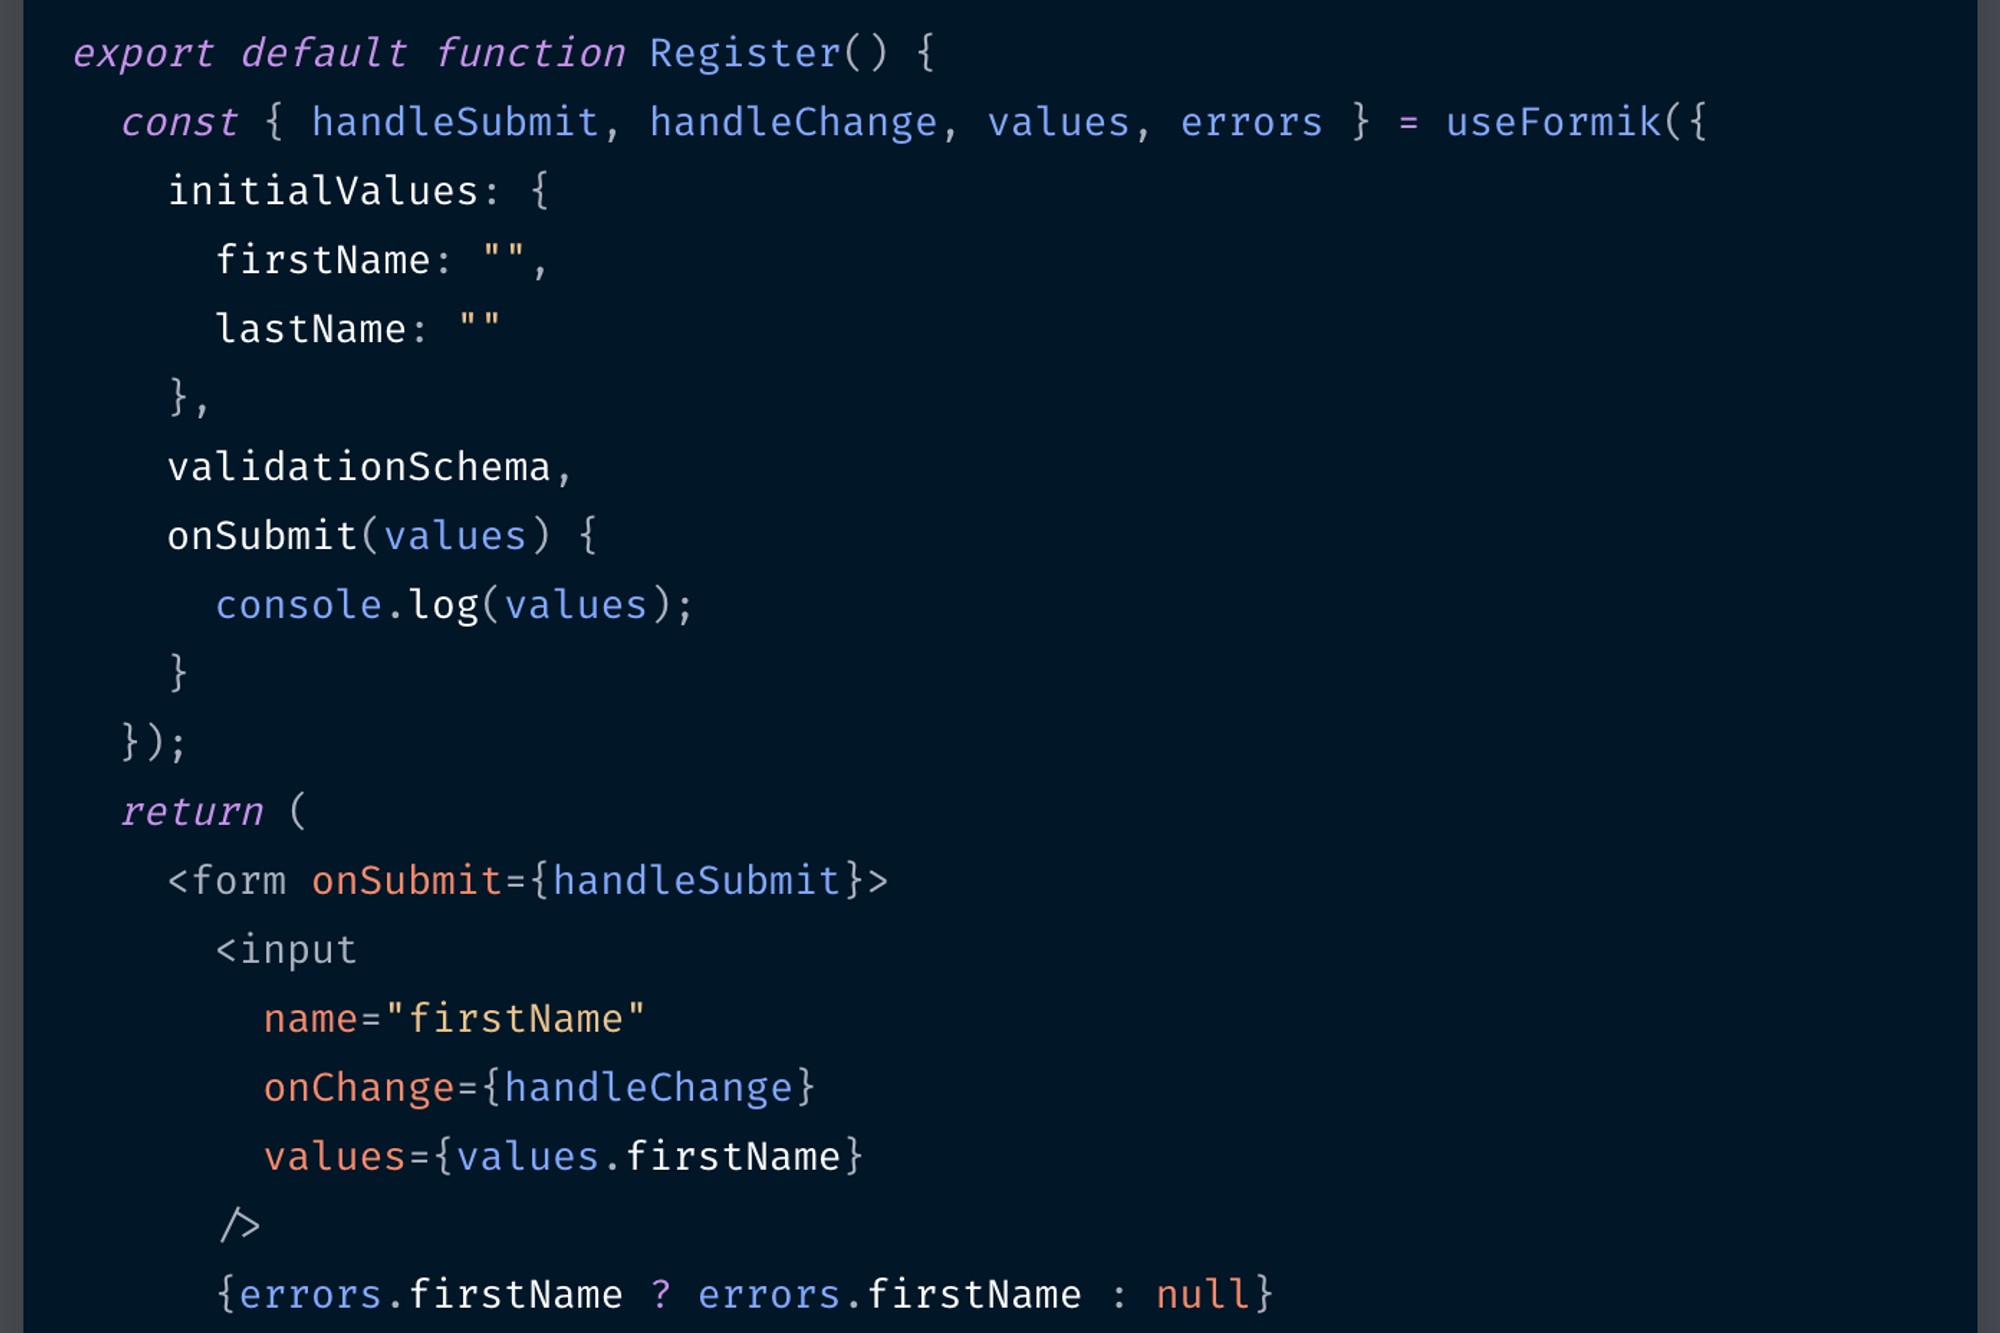 export default function Register() {
  const { handleSubmit, handleChange, values, errors } = useFormik({
    initialValues: {
      firstName: "",
      lastName: ""
    },
    validationSchema,
    onSubmit(values) {
      console.log(values);
    }
  });
  return (
    <form onSubmit={handleSubmit}>
      <input
        name="firstName"
        onChange={handleChange}
        values={values.firstName}
      />
      {errors.firstName ? errors.firstName : null}